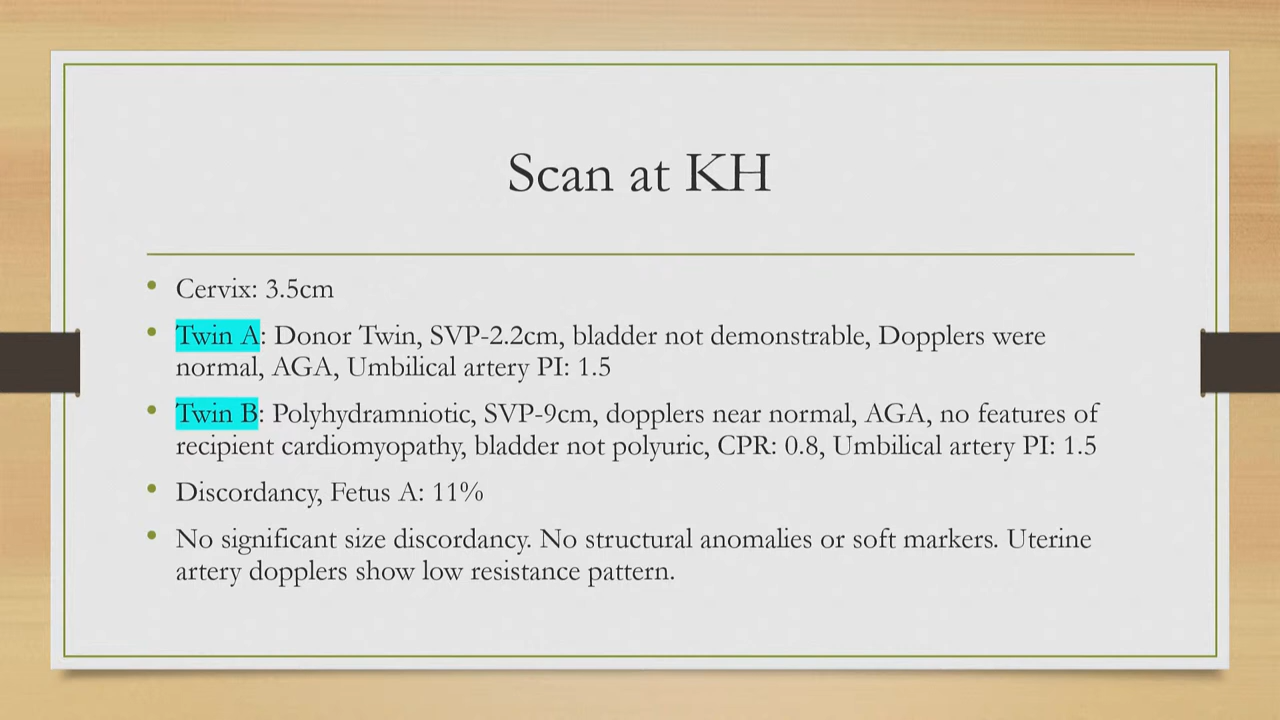 Scan at KH
• Cervix: 3.5cm
• Twin A: Donor Twin, SVP-2.2cm, bladder not demonstrable, Dopplers were
normal, AGA, Umbilical artery PI: 1.5
• Twin B: Polyhydramniotic, SVP-9cm, dopplers near normal, AGA, no features of
recipient cardiomyopathy, bladder not polyuric, CPR: 0.8, Umbilical artery PI: 1.5
• Discordancy, Fetus A: 11%
• No significant size discordancy. No structural anomalies or soft markers. Uterine
artery dopplers show low resistance pattern.